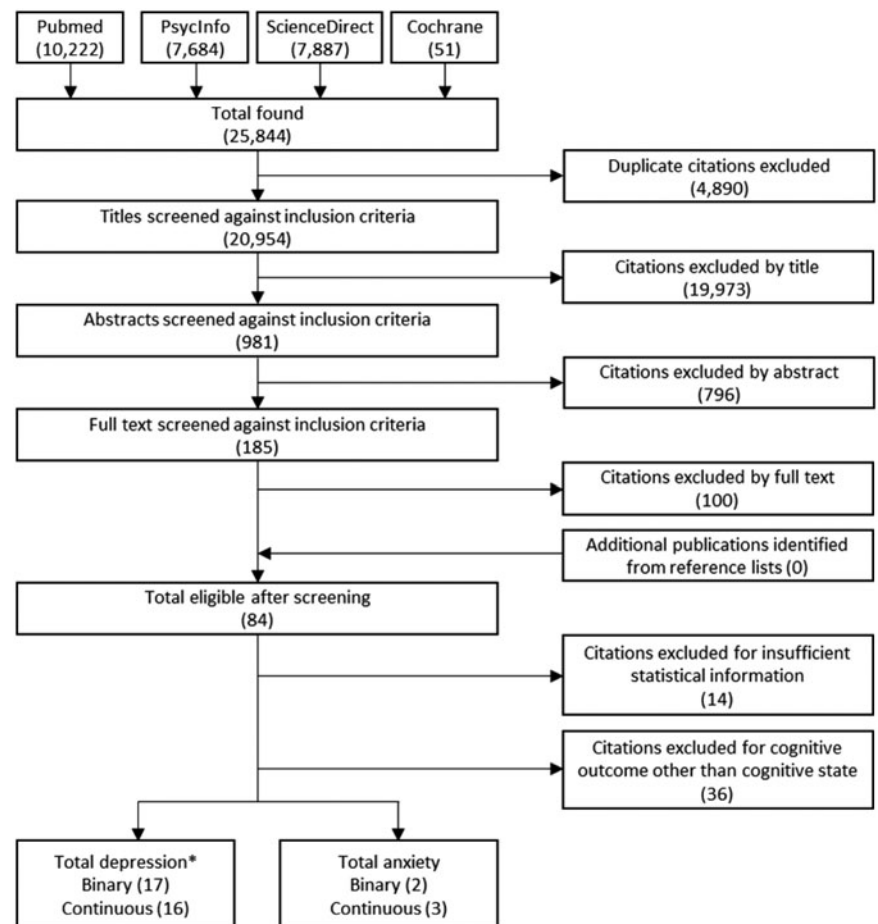 Pubmed
(10,222)
PsycInfo
(7,684)
ScienceDirect
(7,887)
Cochrane
(51)
Total found
(25,844)
Duplicate citations excluded
(4,890)
Titles screened against inclusion criteria
(20,954)
Citations excluded by title
(19,973)
Abstracts screened against inclusion criteria
(981)
Citations excluded by abstract
(796)
Full text screened against inclusion criteria
(185)
Citations excluded by full text
(100)
Additional publications identified
from reference lists (0)
Total eligible after screening
(84)
Citations excluded for insufficient
statistical information
(14)
Citations excluded for cognitive
outcome other than cognitive state
(36)
Total depression*
Binary (17)
Continuous (16)
Total anxiety
Binary (2)
Continuous (3)